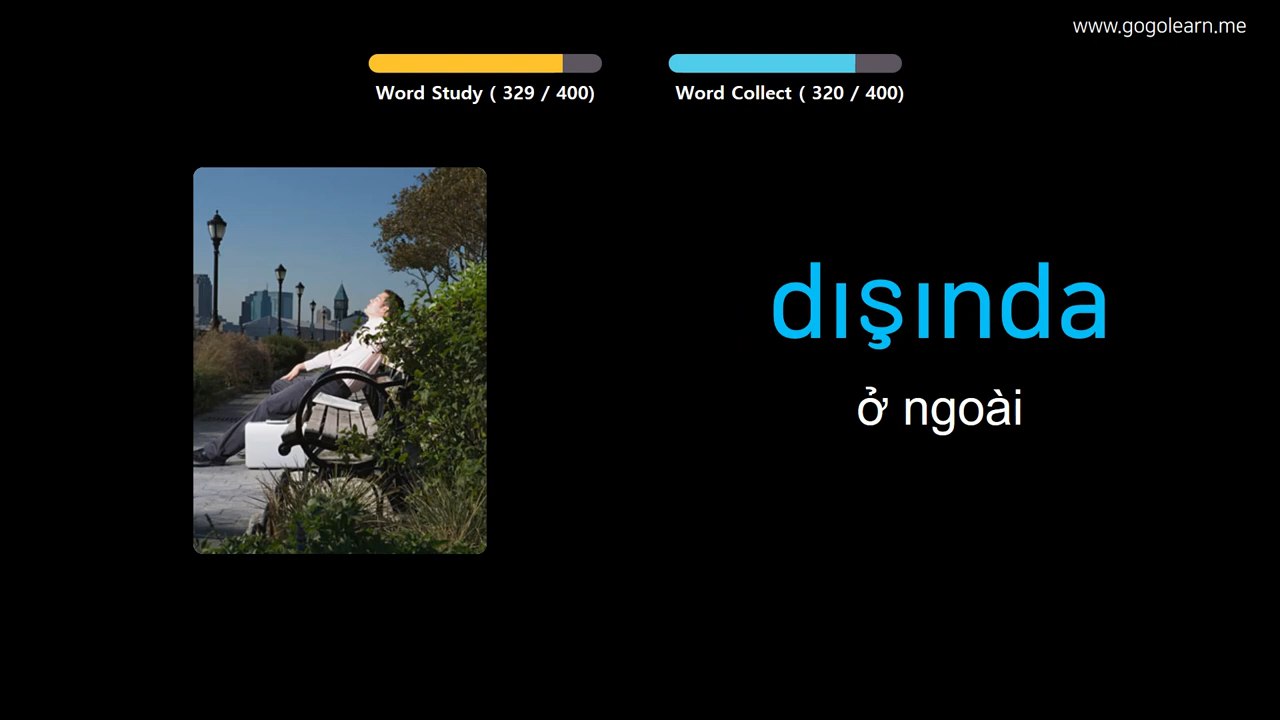 www.gogolearn.me
Word Study ( 329 / 400)
Word Collect ( 320 / 400)
dışında
ở ngoài